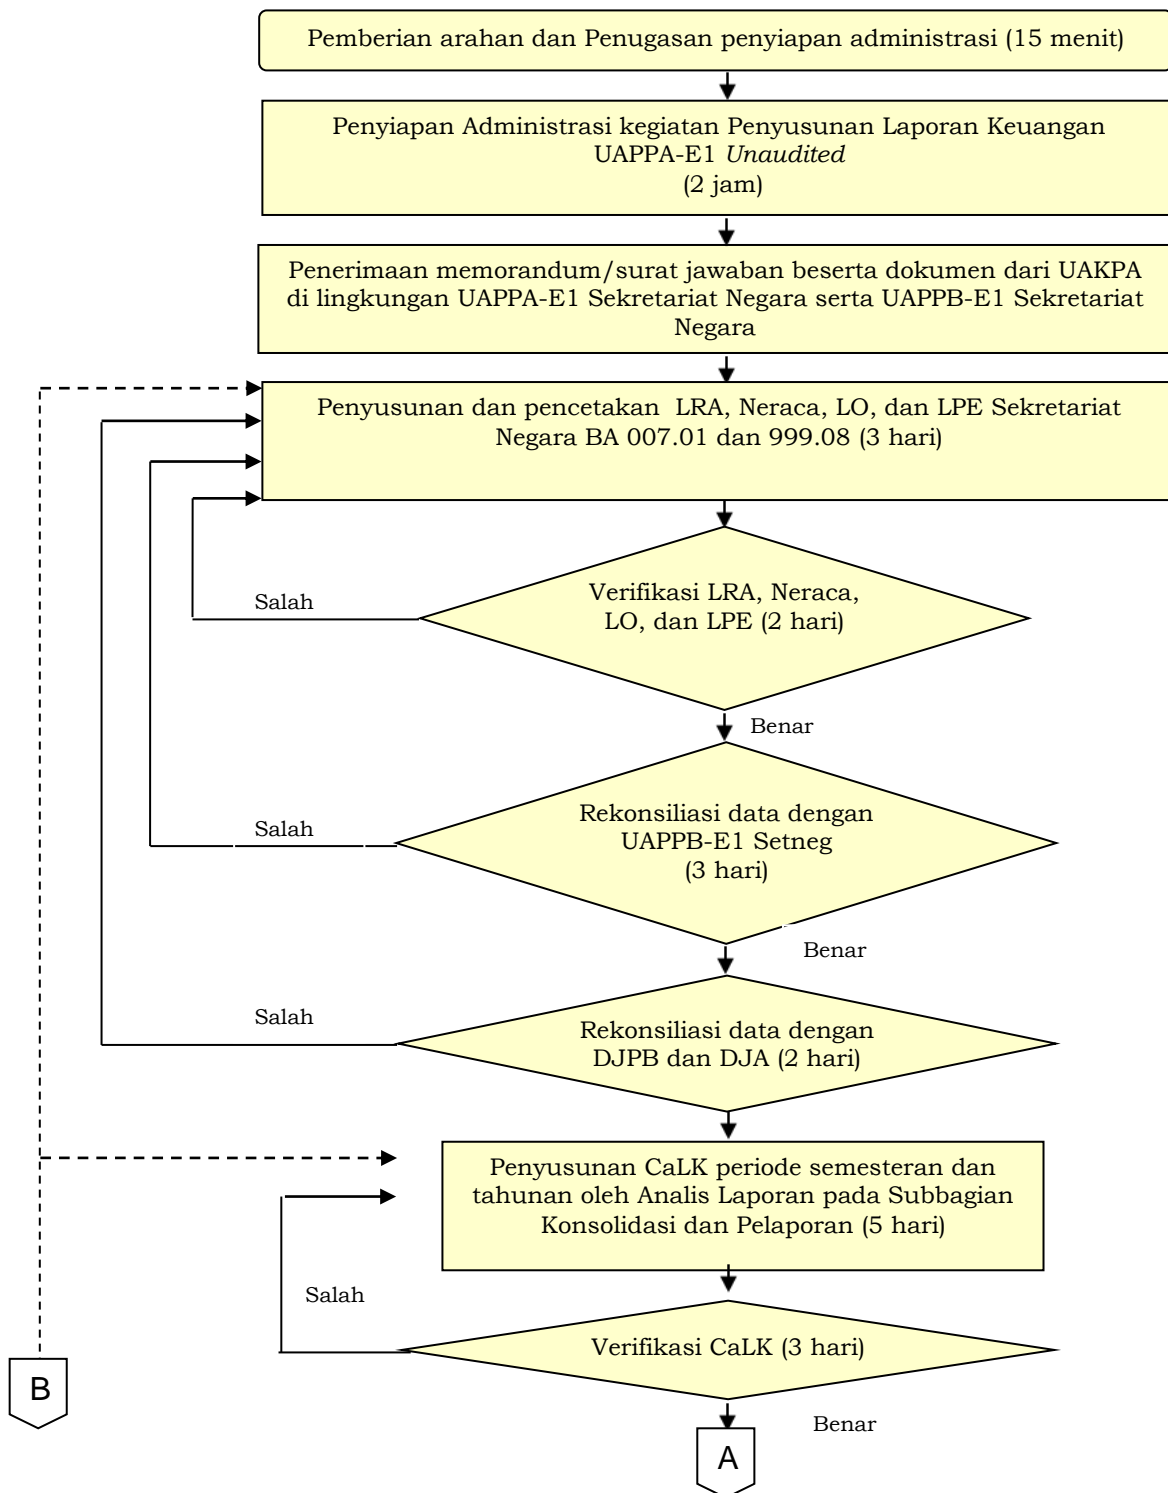 Pemberian arahan dan Penugasan penyiapan administrasi (15 menit)
Penyiapan Administrasi kegiatan Penyusunan Laporan Keuangan
UAPPA-E1 Unaudited
(2 jam)
Penerimaan memorandum/surat jawaban beserta dokumen dari UAKPA
di lingkungan UAPPA-E1 Sekretariat Negara serta UAPPB-E1 Sekretariat
Negara
Penyusunan dan pencetakan LRA, Neraca, LO, dan LPE Sekretariat
Negara BA 007.01 dan 999.08 (3 hari)
Verifikasi LRA, Neraca,
LO, dan LPE (2 hari)
Salah
Benar
Rekonsiliasi data dengan
UAPPB-E1 Setneg
(3 hari)
Salah
Benar
Rekonsiliasi data dengan
DJPB dan DJA (2 hari)
Salah
Penyusunan CaLK periode semesteran dan
tahunan oleh Analis Laporan pada Subbagian
Konsolidasi dan Pelaporan (5 hari)
Salah
Verifikasi CaLK (3 hari)
B
Benar
A